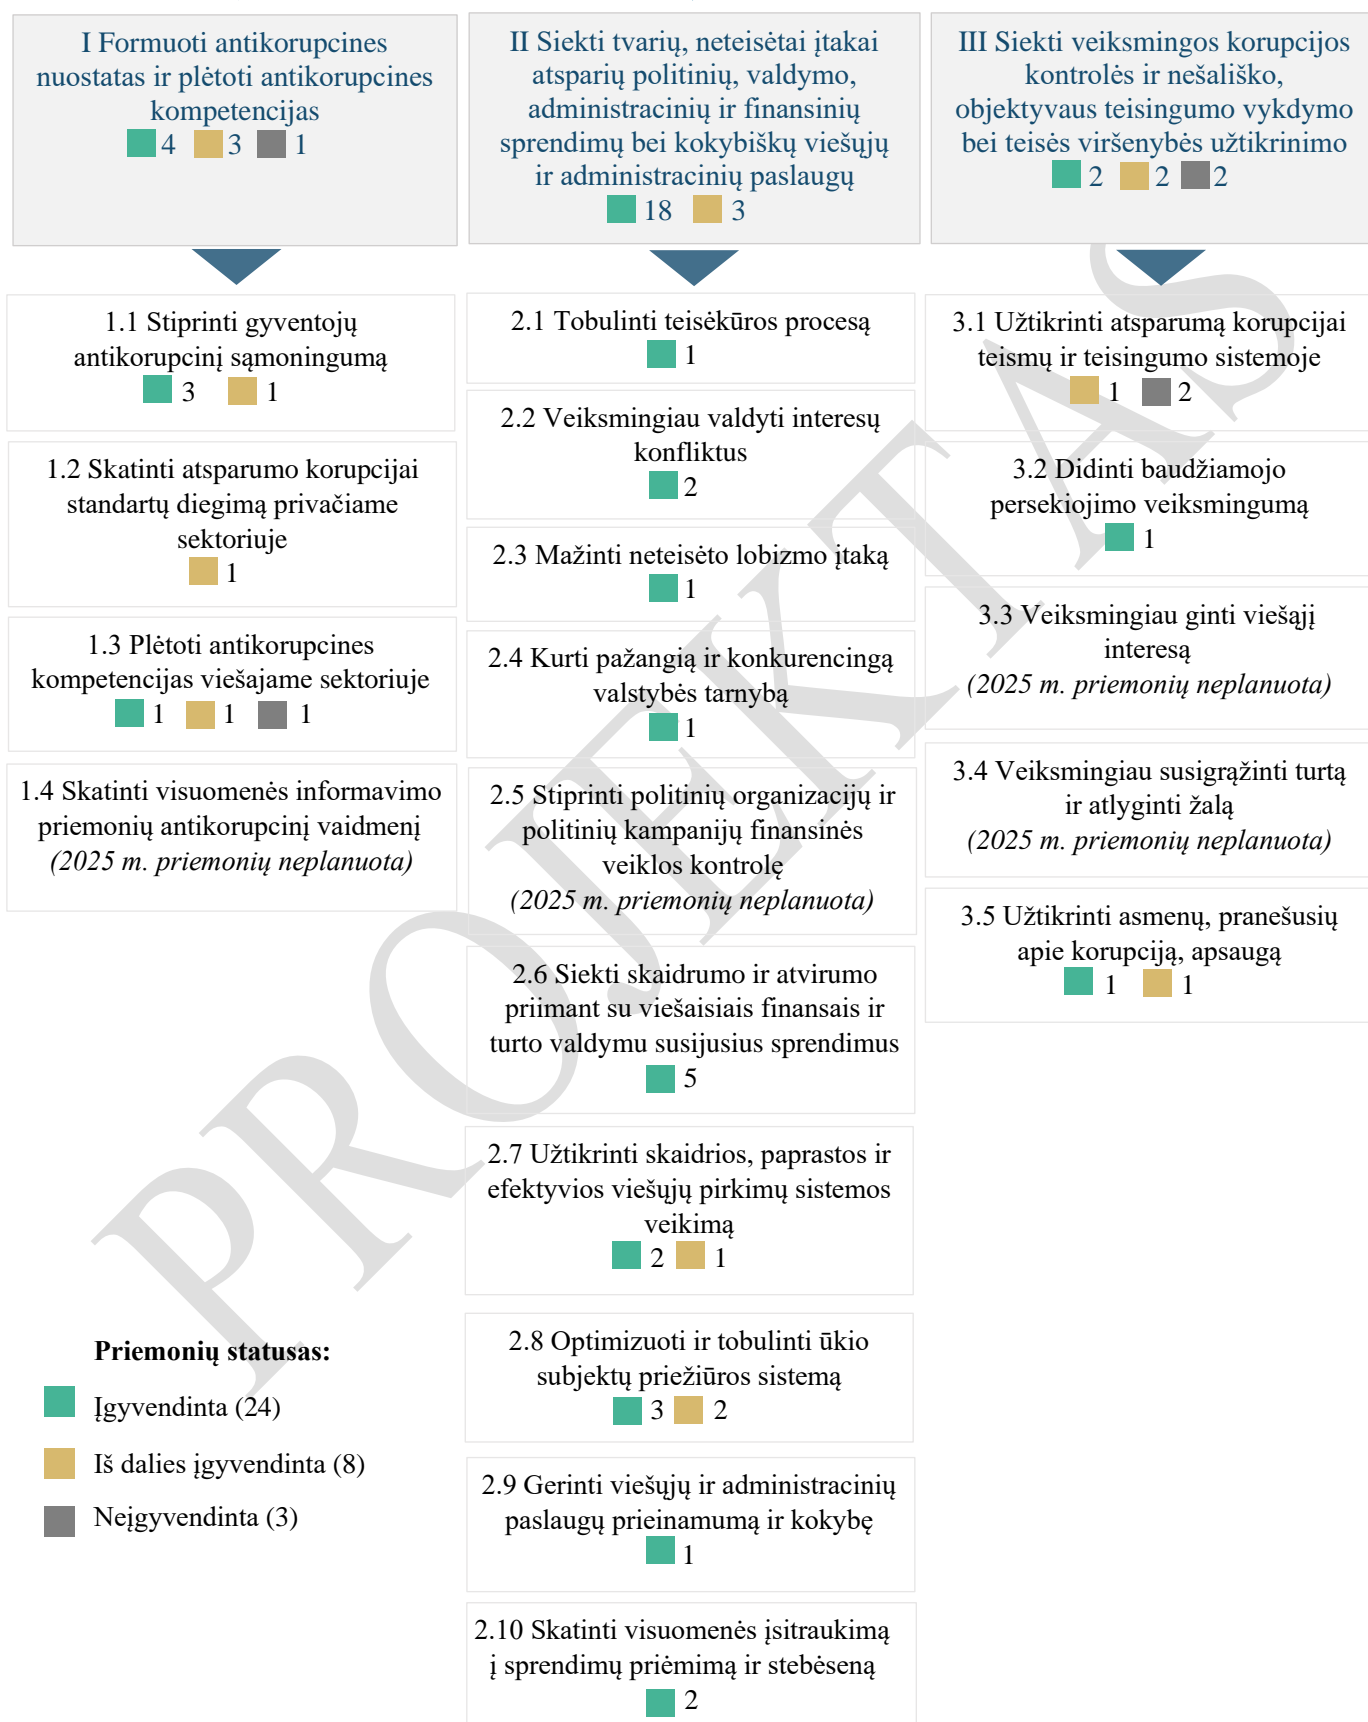 I Formuoti antikorupcines
nuostatas ir plėtoti antikorupcines
kompetencijas
4 3 1
1.1 Stiprinti gyventojų
antikorupcinį sąmoningumą
3 1
1.2 Skatinti atsparumo korupcijai
standartų diegimą privačiame
sektoriuje
1
1.3 Plėtoti antikorupcines
kompetencijas viešajame sektoriuje
1 1 1
1.4 Skatinti visuomenės informavimo
priemonių antikorupcinį vaidmenį
(2025 m. priemonių neplanuota)
II Siekti tvarių, neteisėtai įtakai
atsparių politinių, valdymo,
administracinių ir finansinių
sprendimų bei kokybiškų viešųjų
ir administracinių paslaugų
18 3
2.1 Tobulinti teisėkūros procesą
1
2.2 Veiksmingiau valdyti interesų
konfliktus
2
2.3 Mažinti neteisėto lobizmo įtaką
1
2.4 Kurti pažangią ir konkurencingą
valstybės tarnybą
1
2.5 Stiprinti politinių organizacijų ir
politinių kampanijų finansinės
veiklos kontrolę
(2025 m. priemonių neplanuota)
2.6 Siekti skaidrumo ir atvirumo
priimant su viešaisiais finansais ir
turto valdymu susijusius sprendimus
5
2.7 Užtikrinti skaidrios, paprastos ir
efektyvios viešųjų pirkimų sistemos
veikimą
2 1
2.8 Optimizuoti ir tobulinti ūkio
subjektų priežiūros sistemą
3 2
2.9 Gerinti viešųjų ir administracinių
paslaugų prieinamumą ir kokybę
1
2.10 Skatinti visuomenės įsitraukimą
į sprendimų priėmimą ir stebėseną
2
III Siekti veiksmingos korupcijos
kontrolės ir nešališko,
objektyvaus teisingumo vykdymo
bei teisės viršenybės užtikrinimo
2 2 2
3.1 Užtikrinti atsparumą korupcijai
teismų ir teisingumo sistemoje
1 2
3.2 Didinti baudžiamojo
persekiojimo veiksmingumą
1
3.3 Veiksmingiau ginti viešąjį
interesą
(2025 m. priemonių neplanuota)
3.4 Veiksmingiau susigrąžinti turtą
ir atlyginti žalą
(2025 m. priemonių neplanuota)
3.5 Užtikrinti asmenų, pranešusių
apie korupciją, apsaugą
1 1
Priemonių statusas:
Įgyvendinta (24)
Iš dalies įgyvendinta (8)
Neįgyvendinta (3)
PROJEKTAS